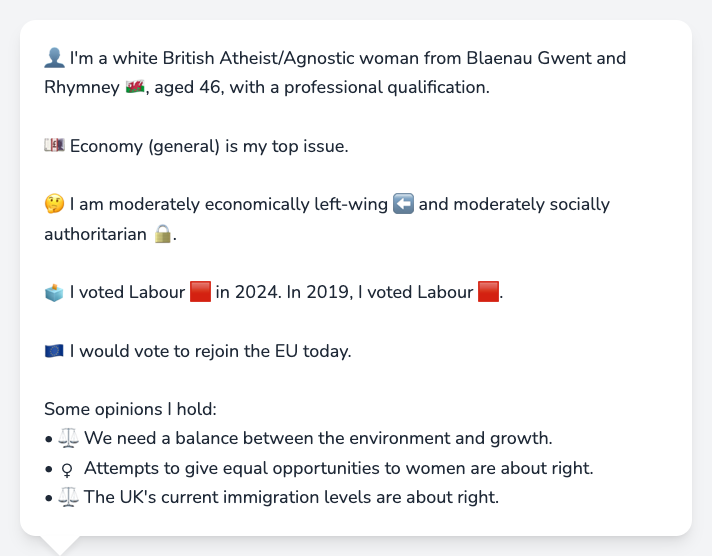 👤 I'm a white British Atheist/Agnostic woman from Blaenau Gwent and
Rhymney 🏴󠁧󠁢󠁷󠁬󠁳󠁿, aged 46, with a professional qualification.
💷 Economy (general) is my top issue.
🤔 I am moderately economically left-wing ⬅️ and moderately socially
authoritarian 🔒.
🗳️ I voted Labour 🟥 in 2024. In 2019, I voted Labour 🟥.
🇪🇺 I would vote to rejoin the EU today.
Some opinions I hold:
• ⚖️ We need a balance between the environment and growth.
• ♀ Attempts to give equal opportunities to women are about right.
• ⚖️ The UK's current immigration levels are about right.